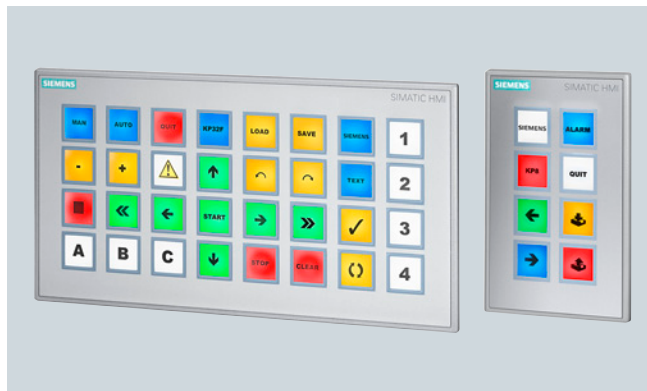 SIEMENS
SIMATIC HMI
MAN AUTO QUIT KP32F LOAD SAVE SIEMENS 1
- + TEXT 2
START 3
A B C STOP CLEAR 4
SIEMENS
SIMATIC HMI
SIEMENS ALARM
KP8 QUIT